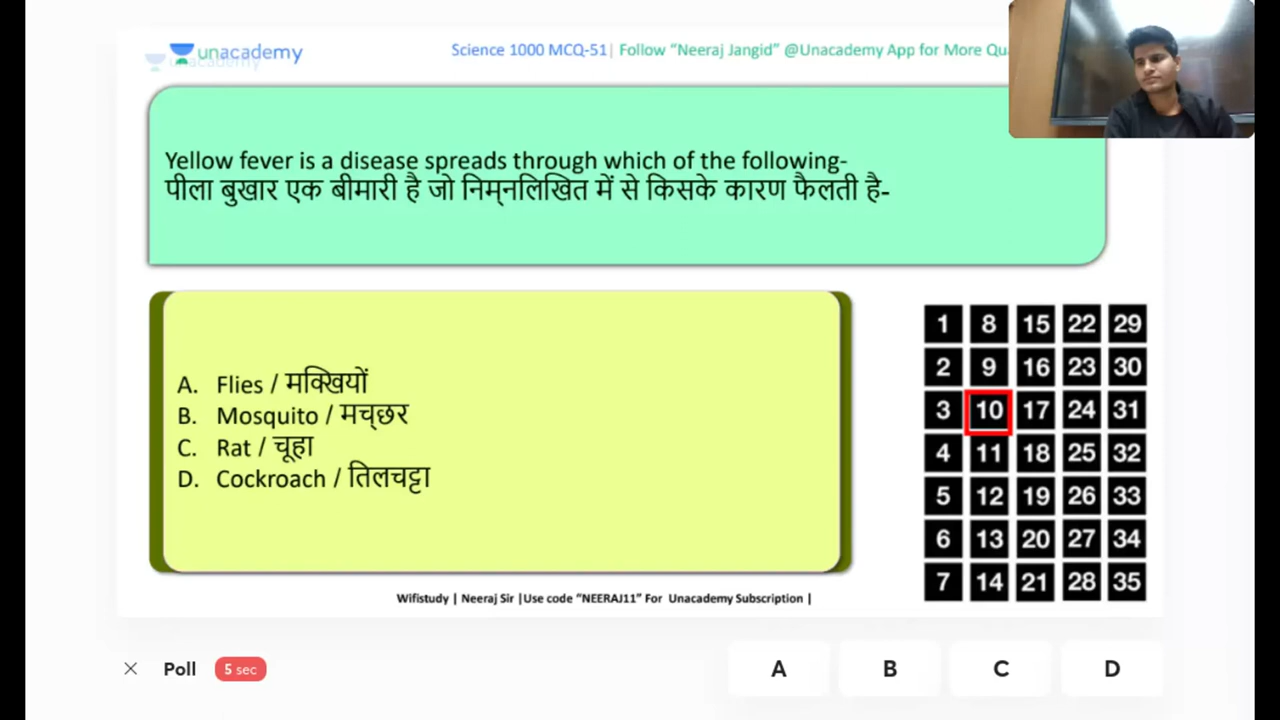 unacademy
unacademy
Science 1000 MCQ-51| Follow “Neeraj Jangid” @Unacademy App for More
Yellow fever is a disease spreads through which of the following-
पीला बुखार एक बीमारी है जो निम्नलिखित में से किसके कारण फैलती है-
A. Flies / मक्खियों
B. Mosquito / मच्छर
C. Rat / चूहा
D. Cockroach / तिलचट्टा
1 8 15 22 29
2 9 16 23 30
3 10 17 24 31
4 11 18 25 32
5 12 19 26 33
6 13 20 27 34
7 14 21 28 35
Wifistudy | Neeraj Sir |Use code “NEERAJ11” For Unacademy Subscription |
Poll 5 sec A B C D